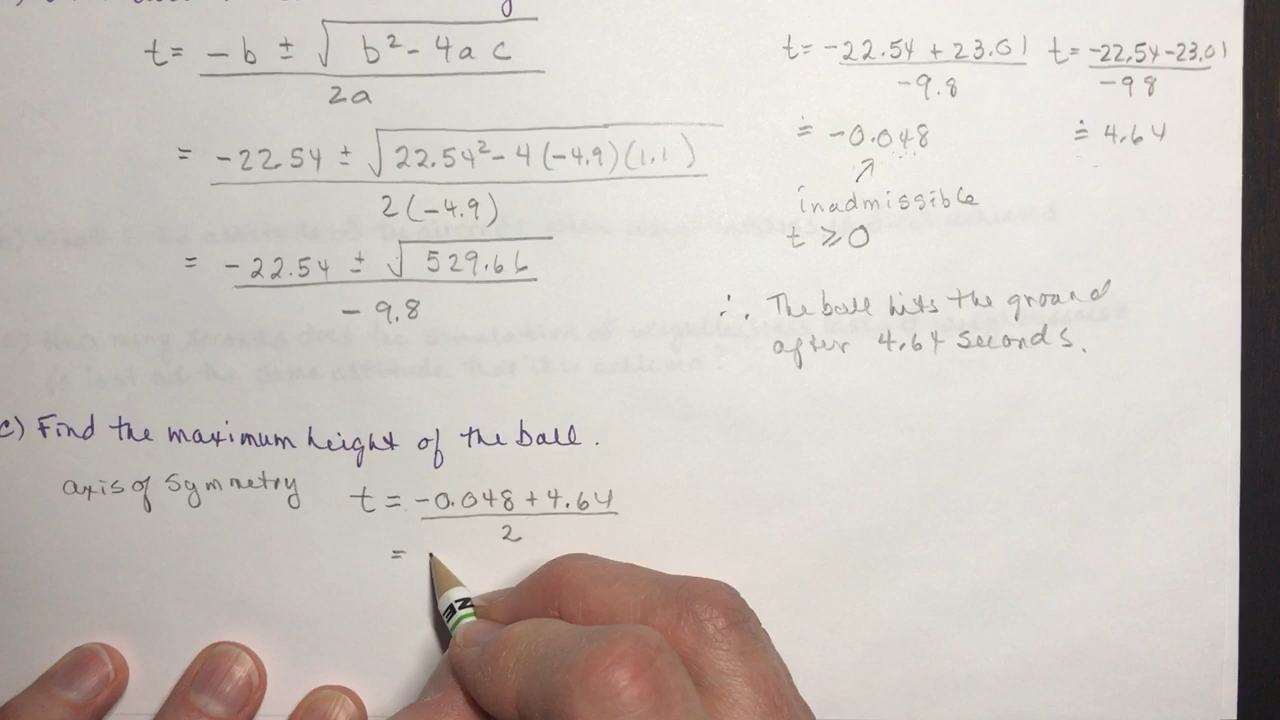 t = -b ± √b² - 4ac
2a
= -22.54 ± √22.54² - 4(-4.9)(1.1)
2(-4.9)
= -22.54 ± √529.66
-9.8
t = -22.54 + 23.01
-9.8
≐ -0.048
inadmissible
t ≥ 0
t = -22.54 - 23.01
-98
≐ 4.64
∴ The ball hits the ground
after 4.64 seconds.
c) Find the maximum height of the ball.
axis of symmetry t = -0.048 + 4.64
2
=
ZE